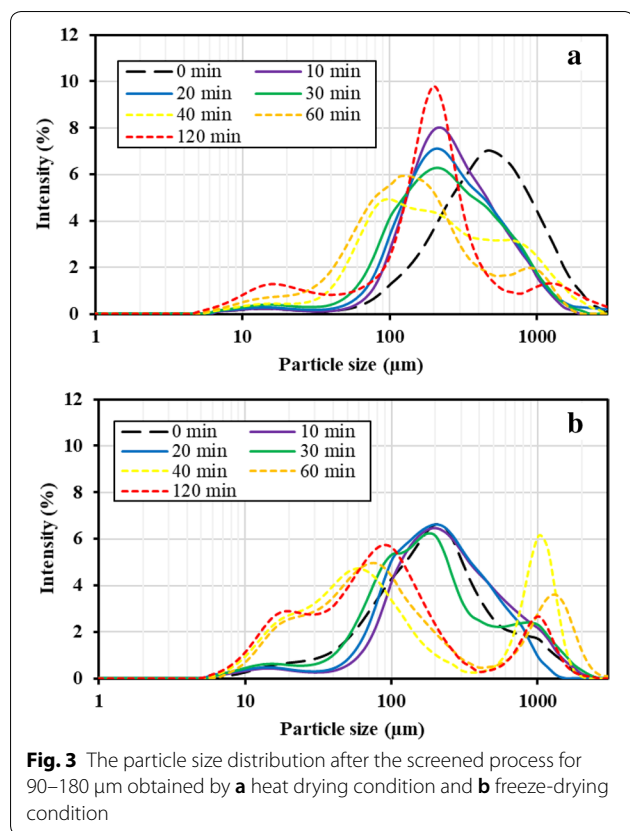 12
10
8
6
4
2
0
Intensity (%)
a
0 min 10 min
20 min 30 min
40 min 60 min
120 min
1 10 100 1000
Particle size (µm)
12
10
8
6
4
2
0
Intensity (%)
b
0 min 10 min
20 min 30 min
40 min 60 min
120 min
1 10 100 1000
Particle size (µm)
Fig. 3 The particle size distribution after the screened process for
90–180 µm obtained by a heat drying condition and b freeze-drying
condition